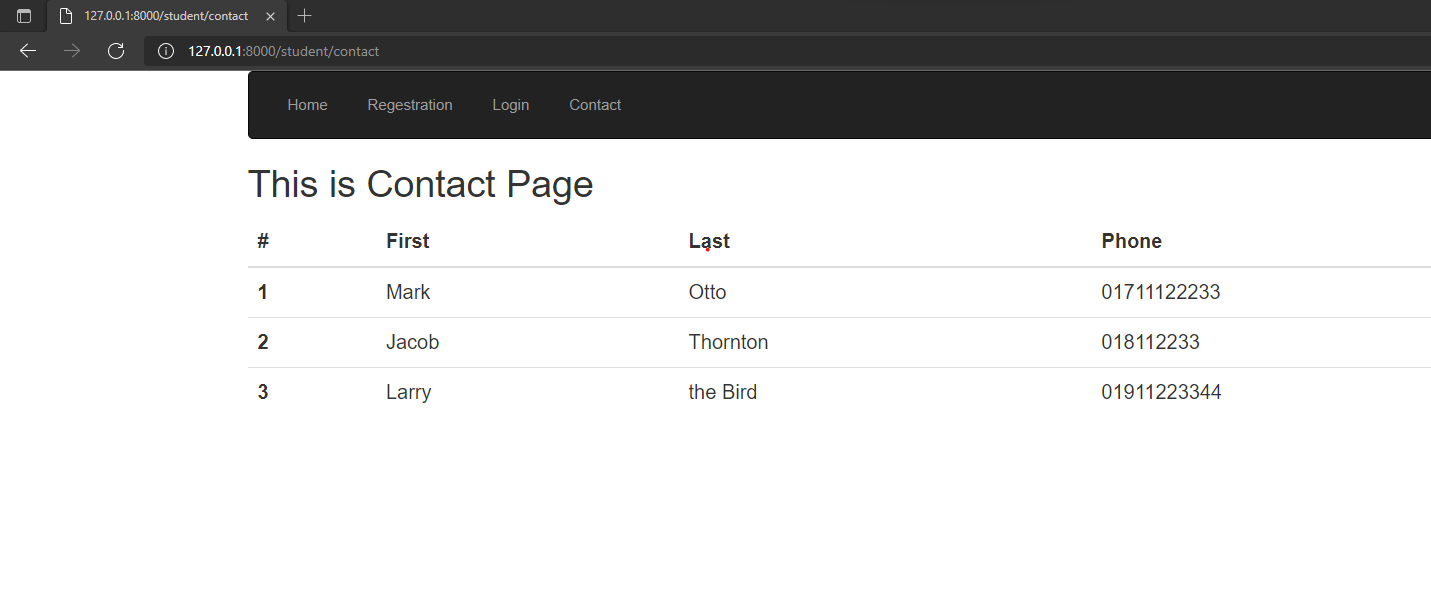 127.0.0.1:8000/student/contact
127.0.0.1:8000/student/contact
Home Regestration Login Contact
This is Contact Page
# First Last Phone
1 Mark Otto 01711122233
2 Jacob Thornton 018112233
3 Larry the Bird 01911223344